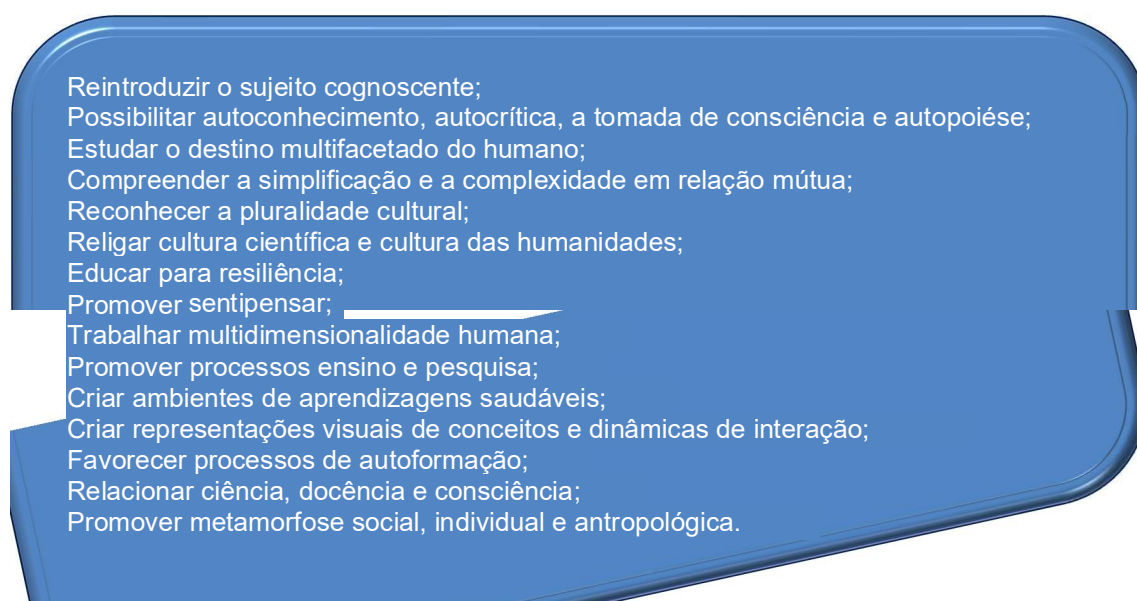 Reintroduzir o sujeito cognoscente;
Possibilitar autoconhecimento, autocrítica, a tomada de consciência e autopoiése;
Estudar o destino multifacetado do humano;
Compreender a simplificação e a complexidade em relação mútua;
Reconhecer a pluralidade cultural;
Religar cultura científica e cultura das humanidades;
Educar para resiliência;
Promover sentipensar;
Trabalhar multidimensionalidade humana;
Promover processos ensino e pesquisa;
Criar ambientes de aprendizagens saudáveis;
Criar representações visuais de conceitos e dinâmicas de interação;
Favorecer processos de autoformação;
Relacionar ciência, docência e consciência;
Promover metamorfose social, individual e antropológica.